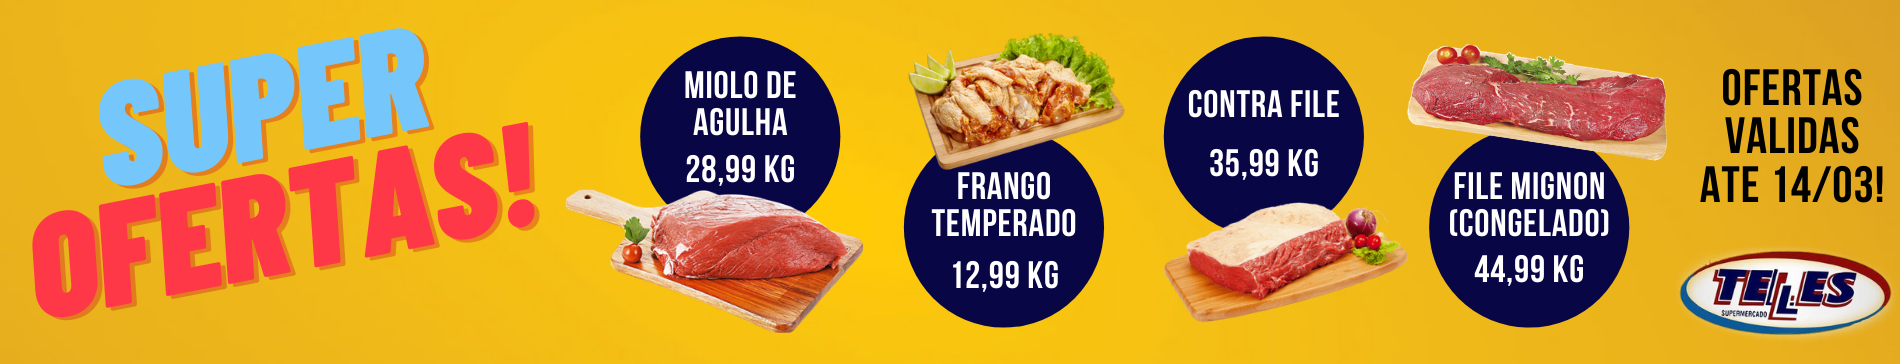 SUPER
OFERTAS!
MIOLO DE
AGULHA
28,99 KG
FRANGO
TEMPERADO
12,99 KG
CONTRA FILE
35,99 KG
FILE MIGNON
(CONGELADO)
44,99 KG
OFERTAS
VALIDAS
ATE 14/03!
TELLES
SUPERMERCADO